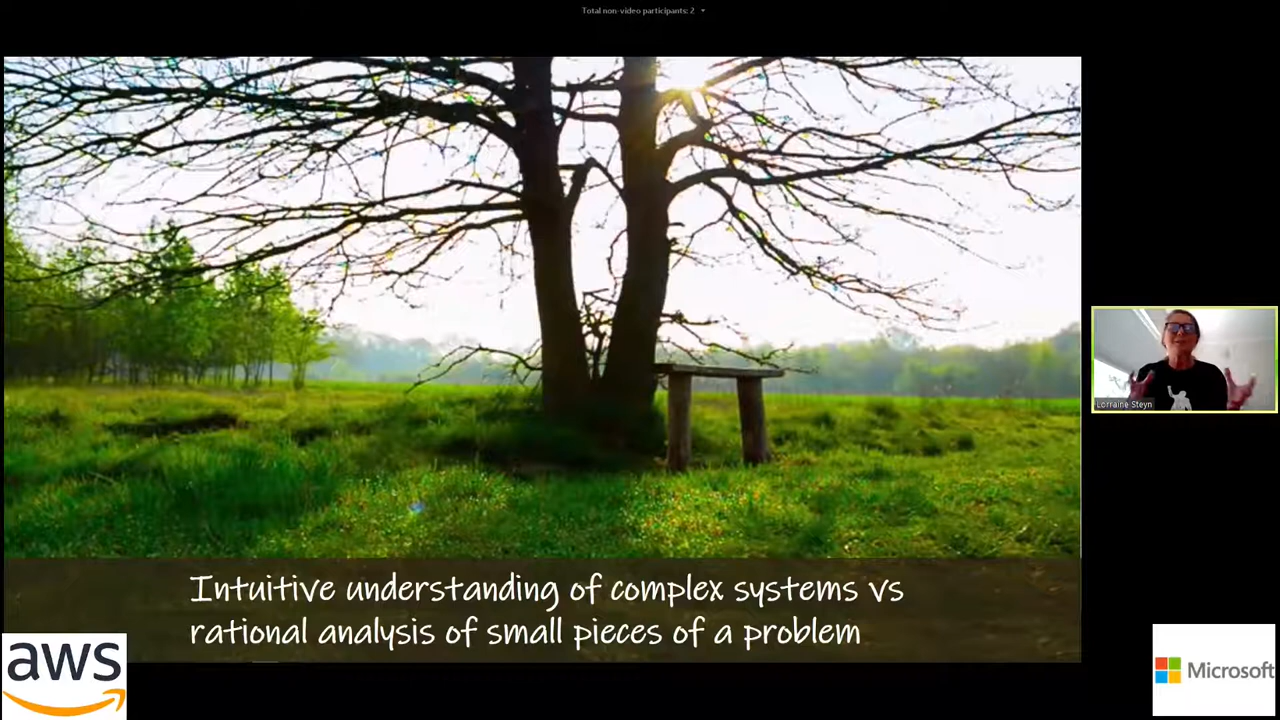 Total non-video participants: 2
Lorraine Steyn
Intuitive understanding of complex systems vs
rational analysis of small pieces of a problem
aws
Microsoft